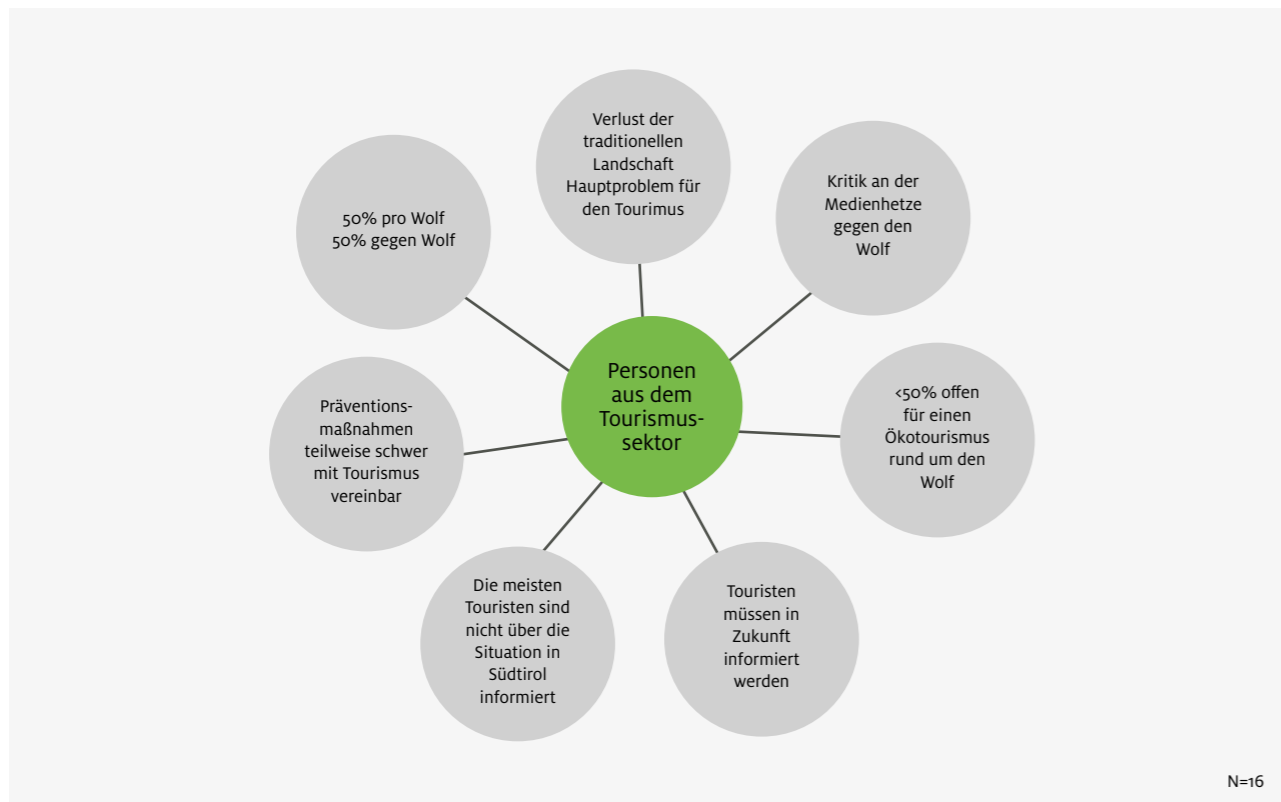 Verlust der
traditionellen
Landschaft
Hauptproblem für
den Tourimus
Kritik an der
Medienhetze
gegen den
Wolf
<50% offen
für einen
Ökotourismus
rund um den
Wolf
Touristen
müssen in
Zukunft
informiert
werden
Die meisten
Touristen sind
nicht über die
Situation in
Südtirol
informiert
Präventions-
maßnahmen
teilweise schwer
mit Tourismus
vereinbar
50% pro Wolf
50% gegen Wolf
Personen
aus dem
Tourismus-
sektor
N=16